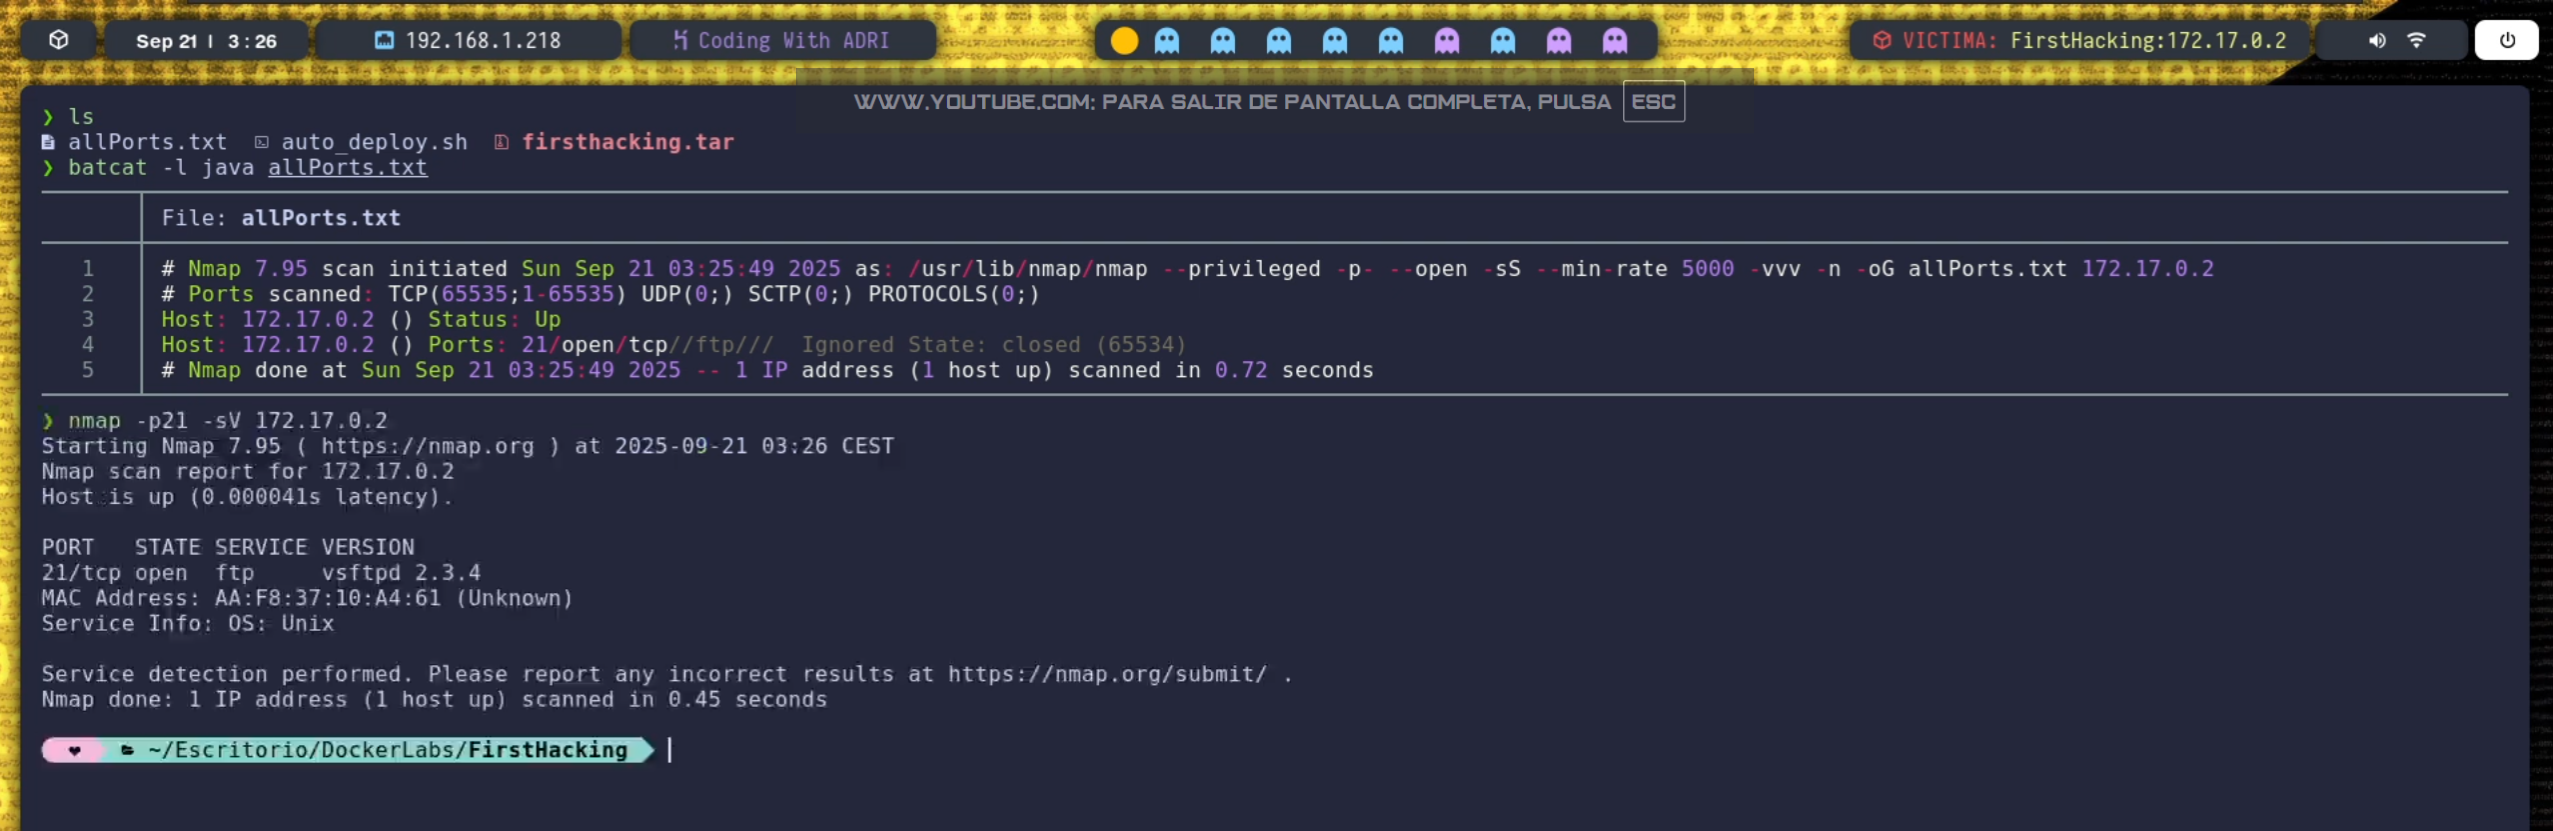 Sep 21 | 3:26
192.168.1.218
Coding With ADRI
VICTIMA: FirstHacking:172.17.0.2
WWW.YOUTUBE.COM: PARA SALIR DE PANTALLA COMPLETA, PULSA ESC
❯ ls
allPorts.txt auto_deploy.sh firsthacking.tar
❯ batcat -l java allPorts.txt
File: allPorts.txt
1 # Nmap 7.95 scan initiated Sun Sep 21 03:25:49 2025 as: /usr/lib/nmap/nmap --privileged -p- --open -sS --min-rate 5000 -vvv -n -oG allPorts.txt 172.17.0.2
2 # Ports scanned: TCP(65535;1-65535) UDP(0;) SCTP(0;) PROTOCOLS(0;)
3 Host: 172.17.0.2 () Status: Up
4 Host: 172.17.0.2 () Ports: 21/open/tcp//ftp/// Ignored State: closed (65534)
5 # Nmap done at Sun Sep 21 03:25:49 2025 -- 1 IP address (1 host up) scanned in 0.72 seconds
❯ nmap -p21 -sV 172.17.0.2
Starting Nmap 7.95 ( https://nmap.org ) at 2025-09-21 03:26 CEST
Nmap scan report for 172.17.0.2
Host is up (0.000041s latency).
PORT STATE SERVICE VERSION
21/tcp open ftp vsftpd 2.3.4
MAC Address: AA:F8:37:10:A4:61 (Unknown)
Service Info: OS: Unix
Service detection performed. Please report any incorrect results at https://nmap.org/submit/ .
Nmap done: 1 IP address (1 host up) scanned in 0.45 seconds
~/Escritorio/DockerLabs/FirstHacking